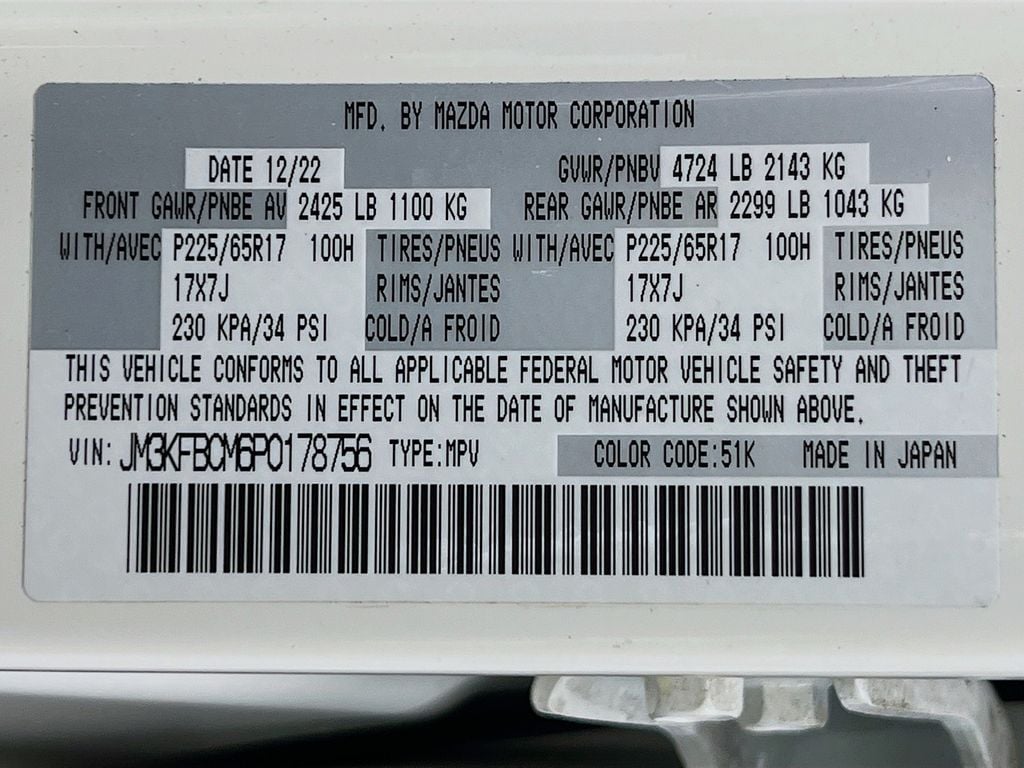 MFD. BY MAZDA MOTOR CORPORATION
DATE 12/22 GVWR/PNBV 4724 LB 2143 KG
FRONT GAWR/PNBE AV 2425 LB 1100 KG REAR GAWR/PNBE AR 2299 LB 1043 KG
WITH/AVEC P225/65R17 100H TIRES/PNEUS WITH/AVEC P225/65R17 100H TIRES/PNEUS
17X7J RIMS/JANTES 17X7J RIMS/JANTES
230 KPA/34 PSI COLD/A FROID 230 KPA/34 PSI COLD/A FROID
THIS VEHICLE CONFORMS TO ALL APPLICABLE FEDERAL MOTOR VEHICLE SAFETY AND THEFT
PREVENTION STANDARDS IN EFFECT ON THE DATE OF MANUFACTURE SHOWN ABOVE.
VIN: JM3KFBCM6P0178756 TYPE:MPV COLOR CODE:51K MADE IN JAPAN